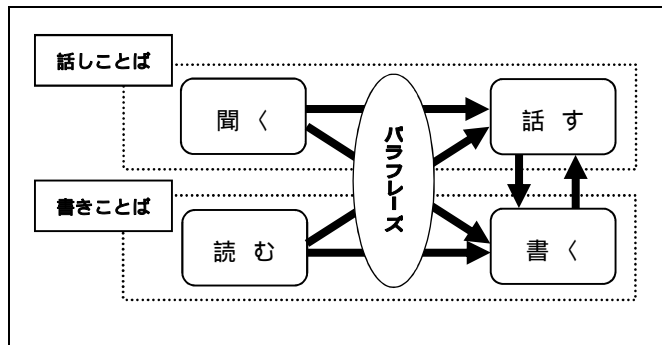 話しことば
聞く
話す
パラフレーズ
書きことば
読む
書く